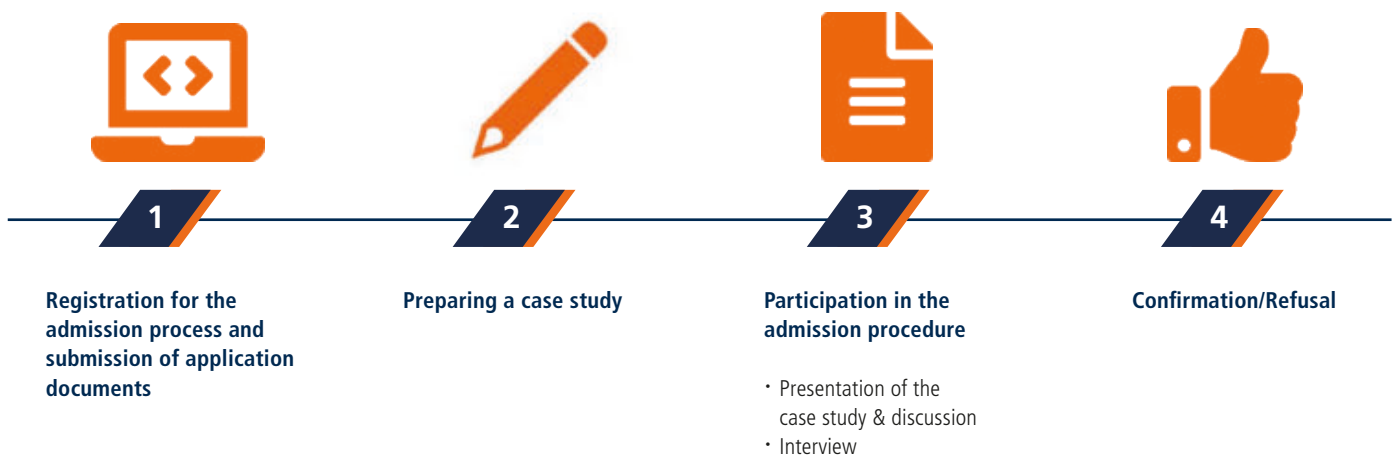 1
2
3
4
Registration for the
admission process and
submission of application
documents
Preparing a case study
Participation in the
admission procedure
· Presentation of the
case study & discussion
· Interview
Confirmation/Refusal